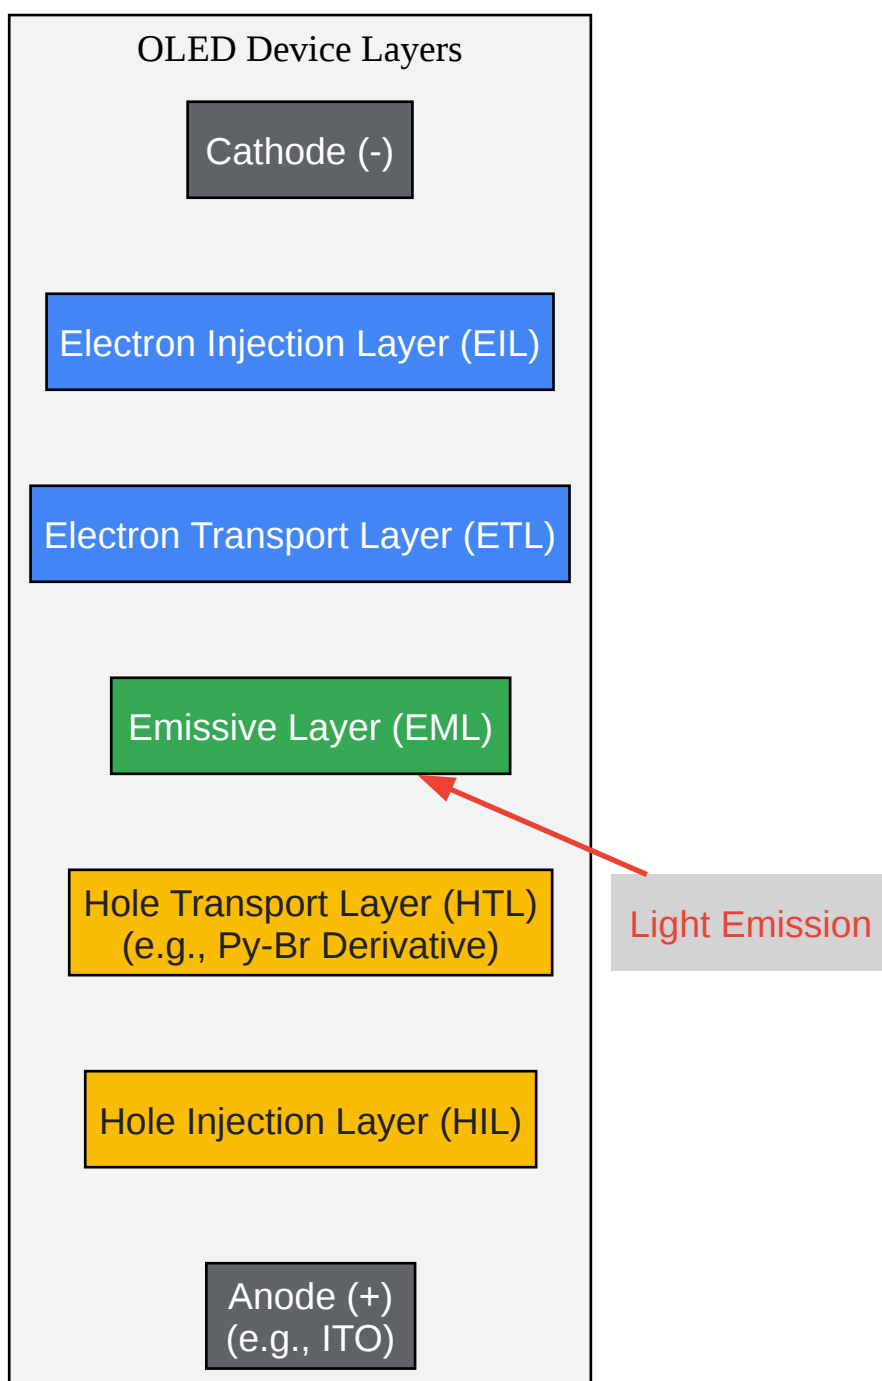 OLED Device Layers
Cathode (-)
Electron Injection Layer (EIL)
Electron Transport Layer (ETL)
Emissive Layer (EML)
Hole Transport Layer (HTL)
(e.g., Py-Br Derivative)
Light Emission
Hole Injection Layer (HIL)
Anode (+)
(e.g., ITO)